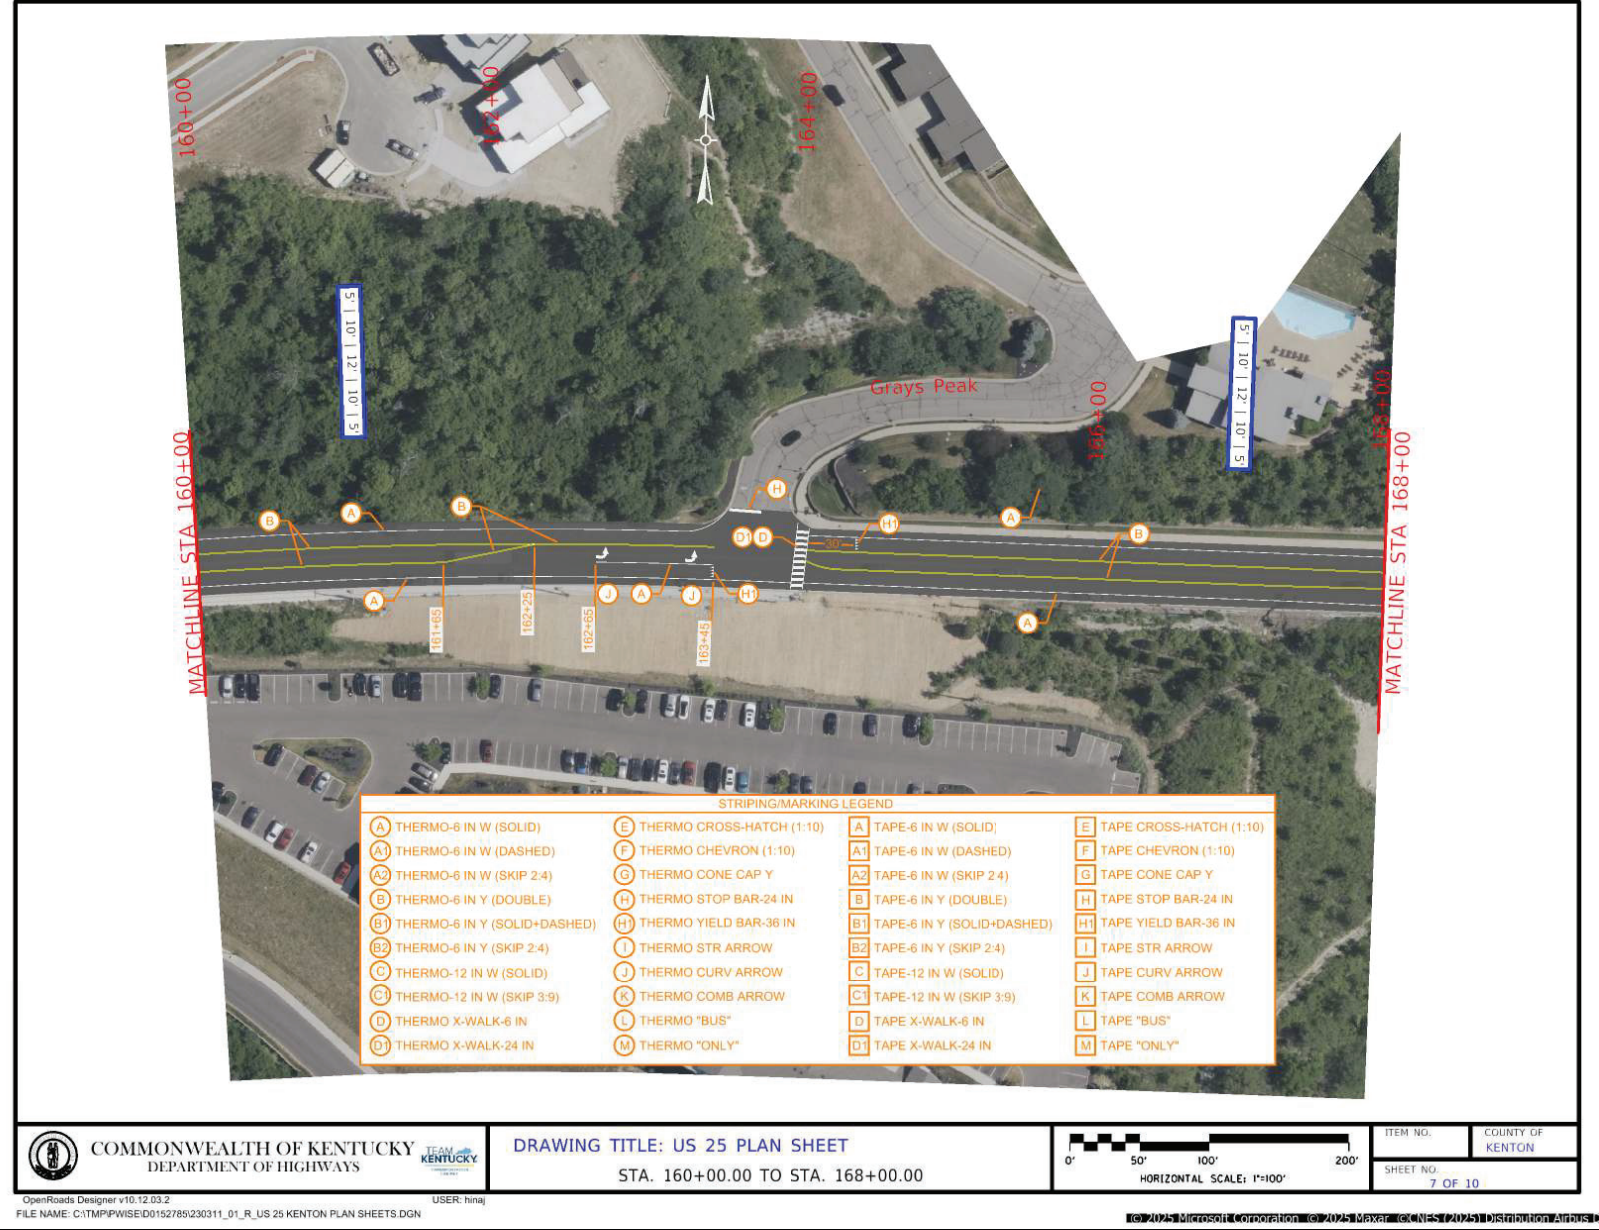 160+00
162+00
164+00
166+00
168+00
5' | 10' | 12' | 10' | 5'
5' | 10' | 12' | 10' | 5'
Grays Peak
MATCHLINE STA 160+00
MATCHLINE STA 168+00
B
A
B
H
D1 D
30'
H1
A
B
A
J
A
J
H1
A
161+65
162+25
162+65
163+45
STRIPING/MARKING LEGEND
A THERMO-6 IN W (SOLID)
A1 THERMO-6 IN W (DASHED)
A2 THERMO-6 IN W (SKIP 2:4)
B THERMO-6 IN Y (DOUBLE)
B1 THERMO-6 IN Y (SOLID+DASHED)
B2 THERMO-6 IN Y (SKIP 2:4)
C THERMO-12 IN W (SOLID)
C1 THERMO-12 IN W (SKIP 3:9)
D THERMO X-WALK-6 IN
D1 THERMO X-WALK-24 IN
E THERMO CROSS-HATCH (1:10)
F THERMO CHEVRON (1:10)
G THERMO CONE CAP Y
H THERMO STOP BAR-24 IN
H1 THERMO YIELD BAR-36 IN
I THERMO STR ARROW
J THERMO CURV ARROW
K THERMO COMB ARROW
L THERMO "BUS"
M THERMO "ONLY"
A TAPE-6 IN W (SOLID)
A1 TAPE-6 IN W (DASHED)
A2 TAPE-6 IN W (SKIP 2:4)
B TAPE-6 IN Y (DOUBLE)
B1 TAPE-6 IN Y (SOLID+DASHED)
B2 TAPE-6 IN Y (SKIP 2:4)
C TAPE-12 IN W (SOLID)
C1 TAPE-12 IN W (SKIP 3:9)
D TAPE X-WALK-6 IN
D1 TAPE X-WALK-24 IN
E TAPE CROSS-HATCH (1:10)
F TAPE CHEVRON (1:10)
G TAPE CONE CAP Y
H TAPE STOP BAR-24 IN
H1 TAPE YIELD BAR-36 IN
I TAPE STR ARROW
J TAPE CURV ARROW
K TAPE COMB ARROW
L TAPE "BUS"
M TAPE "ONLY"
COMMONWEALTH OF KENTUCKY
DEPARTMENT OF HIGHWAYS
TEAM
KENTUCKY
DRAWING TITLE: US 25 PLAN SHEET
STA. 160+00.00 TO STA. 168+00.00
0' 50' 100' 200'
HORIZONTAL SCALE: 1"=100'
ITEM NO.
COUNTY OF
KENTON
SHEET NO.
7 OF 10
OpenRoads Designer v10.12.03.2
USER: hinaj
FILE NAME: C:\TMP\PWISE\D0152785\230311_01_R_US 25 KENTON PLAN SHEETS.DGN
© 2025 Microsoft Corporation © 2025 Maxar ©CNES (2025) Distribution Airbus D